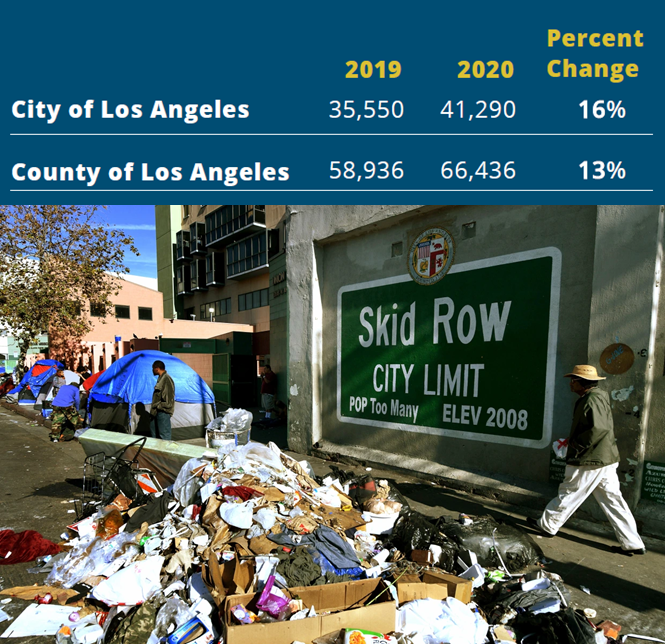 Percent
2019 2020 Change
City of Los Angeles 35,550 41,290 16%
County of Los Angeles 58,936 66,436 13%
Skid Row
CITY LIMIT
POP Too Many ELEV 2008